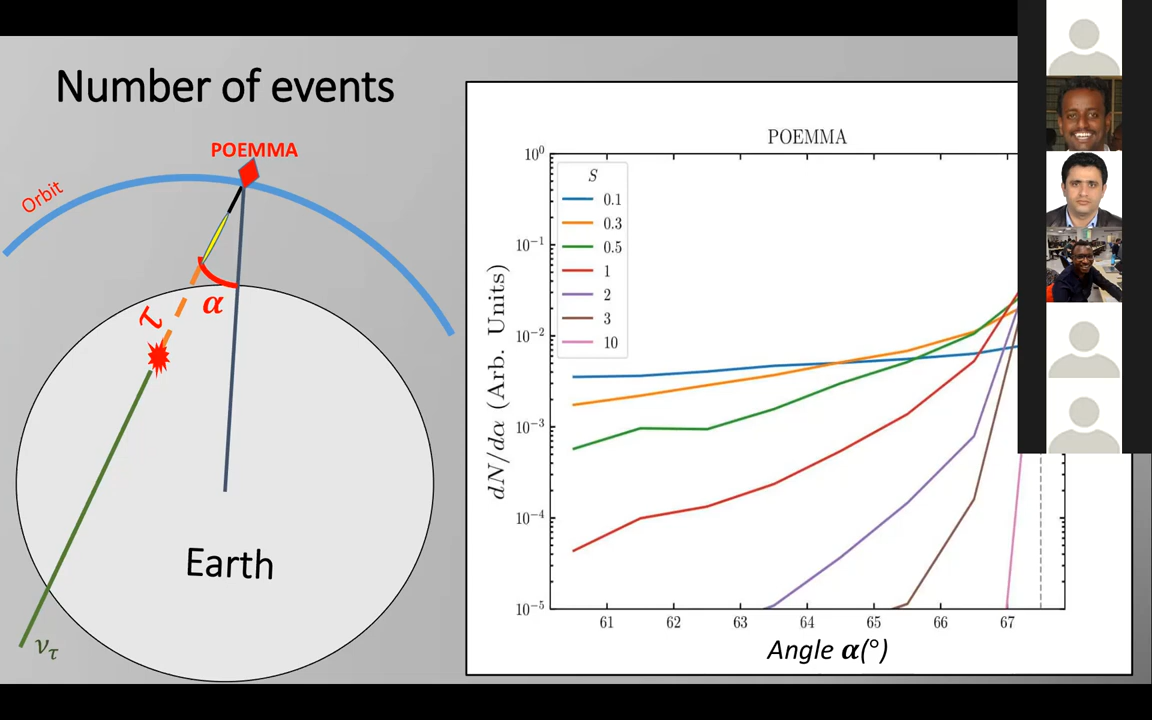 Number of events
POEMMA
Orbit
α
τ
Earth
ν_τ
POEMMA
S
0.1
0.3
0.5
1
2
3
10
10⁰
10⁻¹
10⁻²
10⁻³
10⁻⁴
10⁻⁵
dN/dα (Arb. Units)
61 62 63 64 65 66 67
Angle α(°)